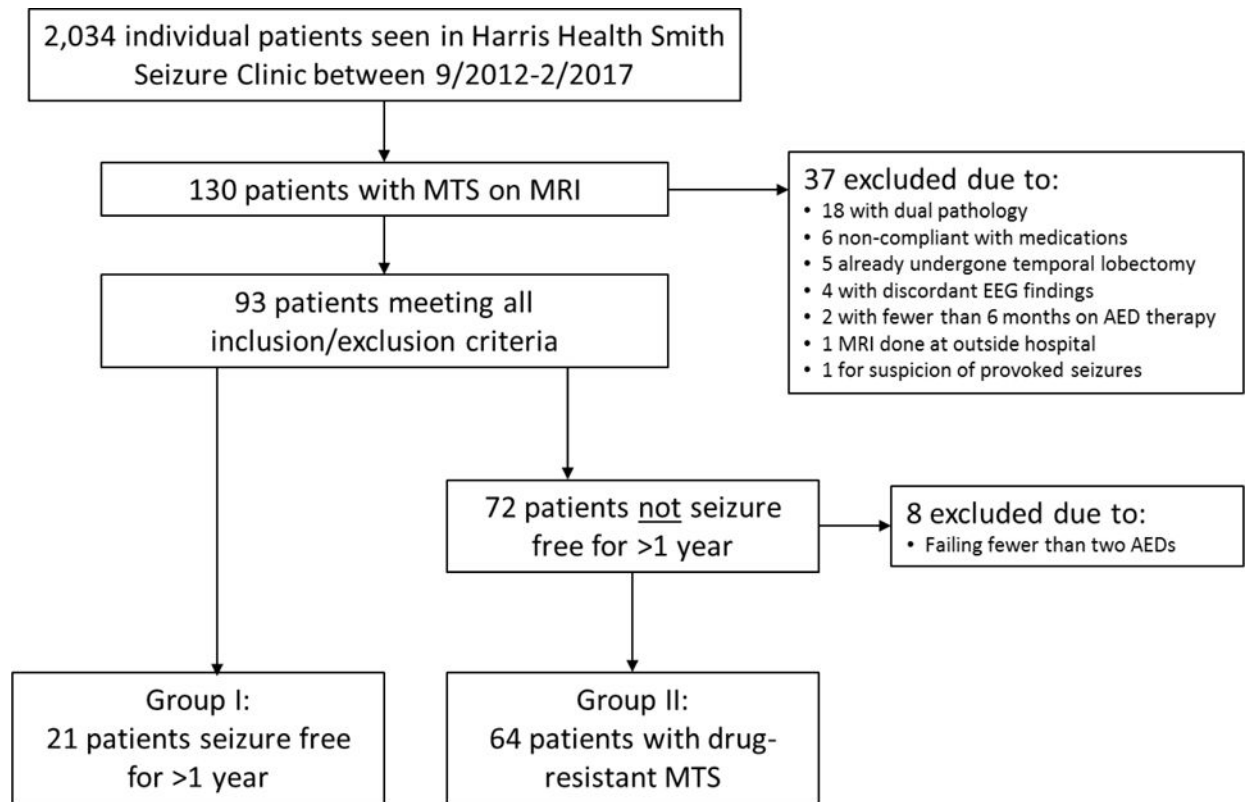 2,034 individual patients seen in Harris Health Smith
Seizure Clinic between 9/2012-2/2017
130 patients with MTS on MRI
37 excluded due to:
• 18 with dual pathology
• 6 non-compliant with medications
• 5 already undergone temporal lobectomy
• 4 with discordant EEG findings
• 2 with fewer than 6 months on AED therapy
• 1 MRI done at outside hospital
• 1 for suspicion of provoked seizures
93 patients meeting all
inclusion/exclusion criteria
72 patients not seizure
free for >1 year
8 excluded due to:
• Failing fewer than two AEDs
Group I:
21 patients seizure free
for >1 year
Group II:
64 patients with drug-
resistant MTS